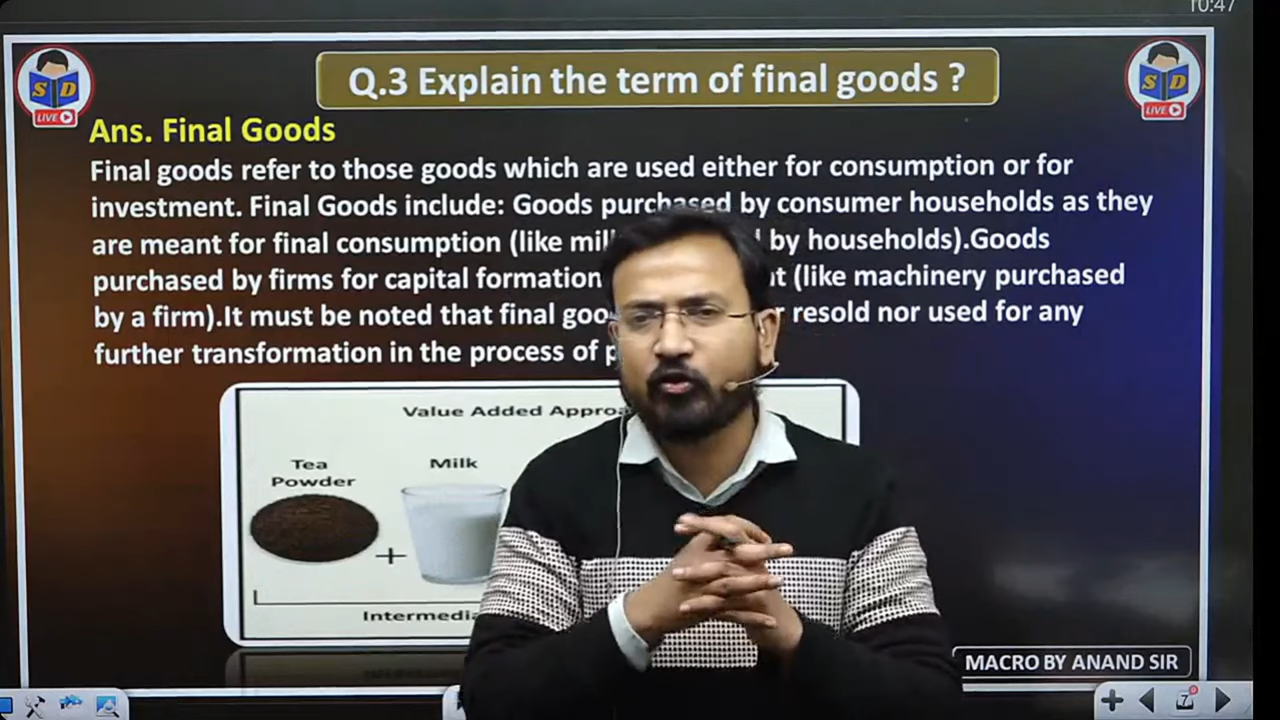 10:47
Q.3 Explain the term of final goods ?
S D
LIVE
S D
LIVE
Ans. Final Goods
Final goods refer to those goods which are used either for consumption or for
investment. Final Goods include: Goods purchased by consumer households as they
are meant for final consumption (like by households).Goods
purchased by firms for capital formation (like machinery purchased
by a firm).It must be noted that final resold nor used for any
further transformation in the process of
Value Added
Tea Milk
Powder
+
MACRO BY ANAND SIR
7